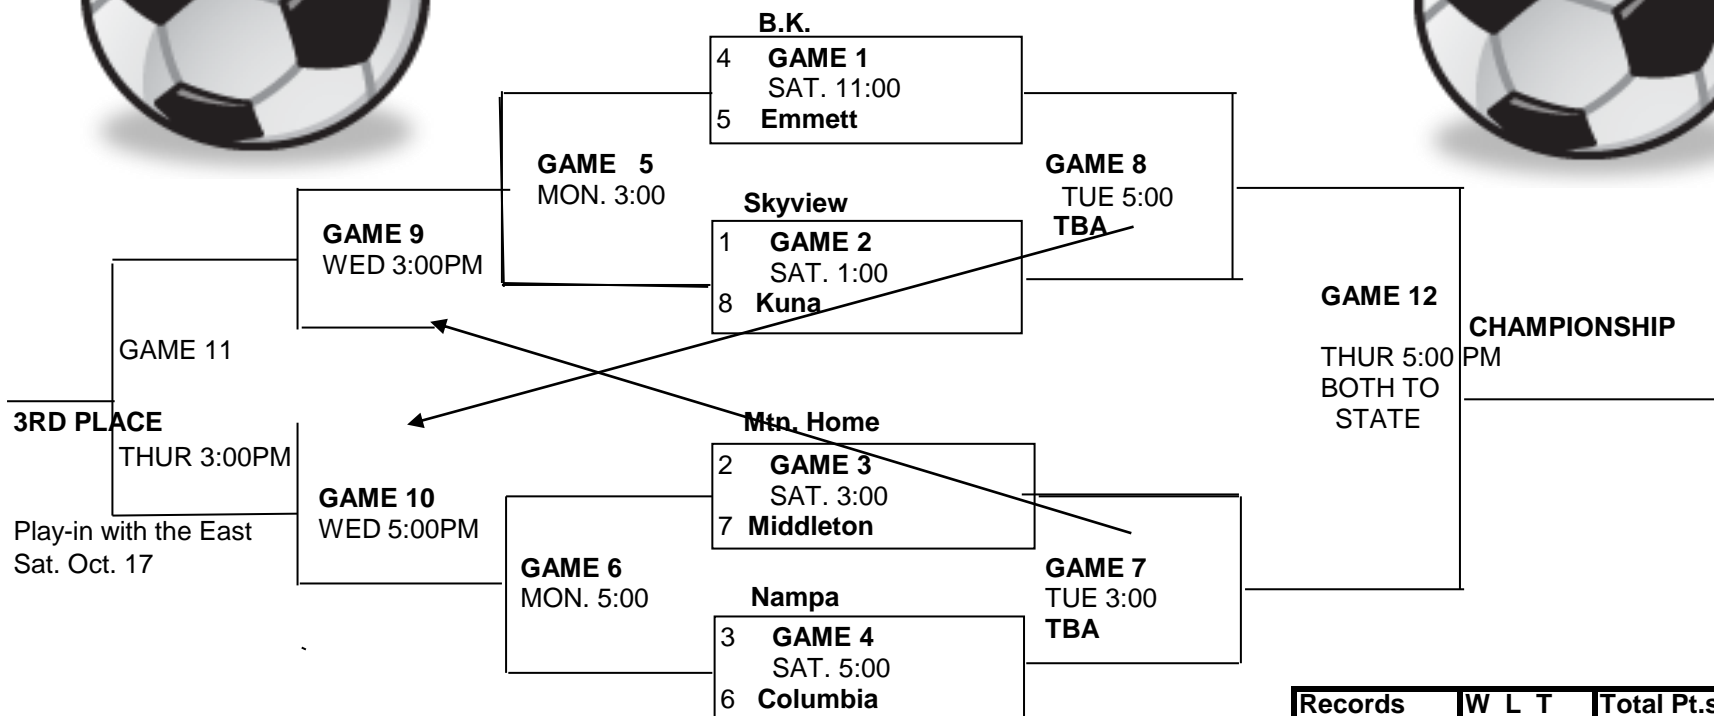 B.K.
4 GAME 1
SAT. 11:00
5 Emmett
GAME 5
MON. 3:00
GAME 8
TUE 5:00
TBA
Skyview
1 GAME 2
SAT. 1:00
8 Kuna
GAME 9
WED 3:00PM
GAME 12
CHAMPIONSHIP
THUR 5:00 PM
BOTH TO
STATE
GAME 11
3RD PLACE
THUR 3:00PM
Mtn. Home
2 GAME 3
SAT. 3:00
7 Middleton
GAME 10
WED 5:00PM
Play-in with the East
Sat. Oct. 17
GAME 6
MON. 5:00
GAME 7
TUE 3:00
TBA
Nampa
3 GAME 4
SAT. 5:00
6 Columbia
Records W L T Total Pt.s